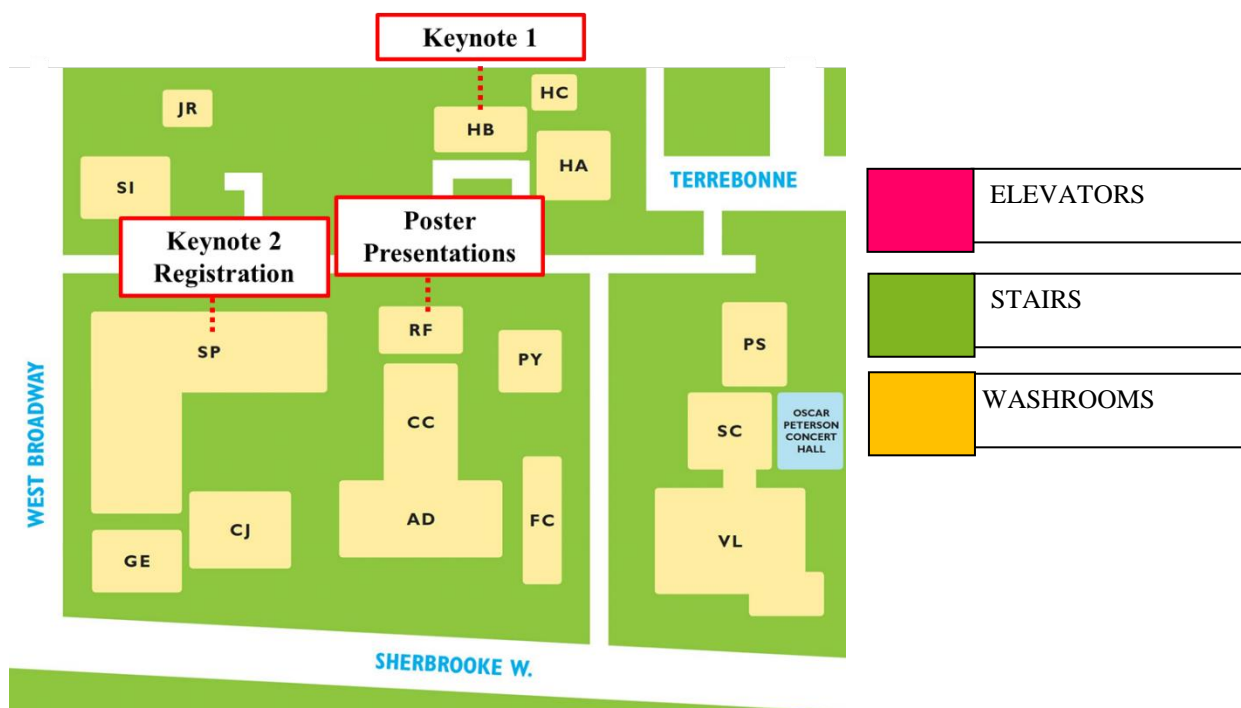 Keynote 1
HC
JR
HB
HA
SI
TERREBONNE
ELEVATORS
Keynote 2
Registration
Poster
Presentations
STAIRS
RF
PS
SP
PY
WASHROOMS
WEST BROADWAY
CC
SC
OSCAR
PETERSON
CONCERT
HALL
CJ
AD
FC
VL
GE
SHERBROOKE W.